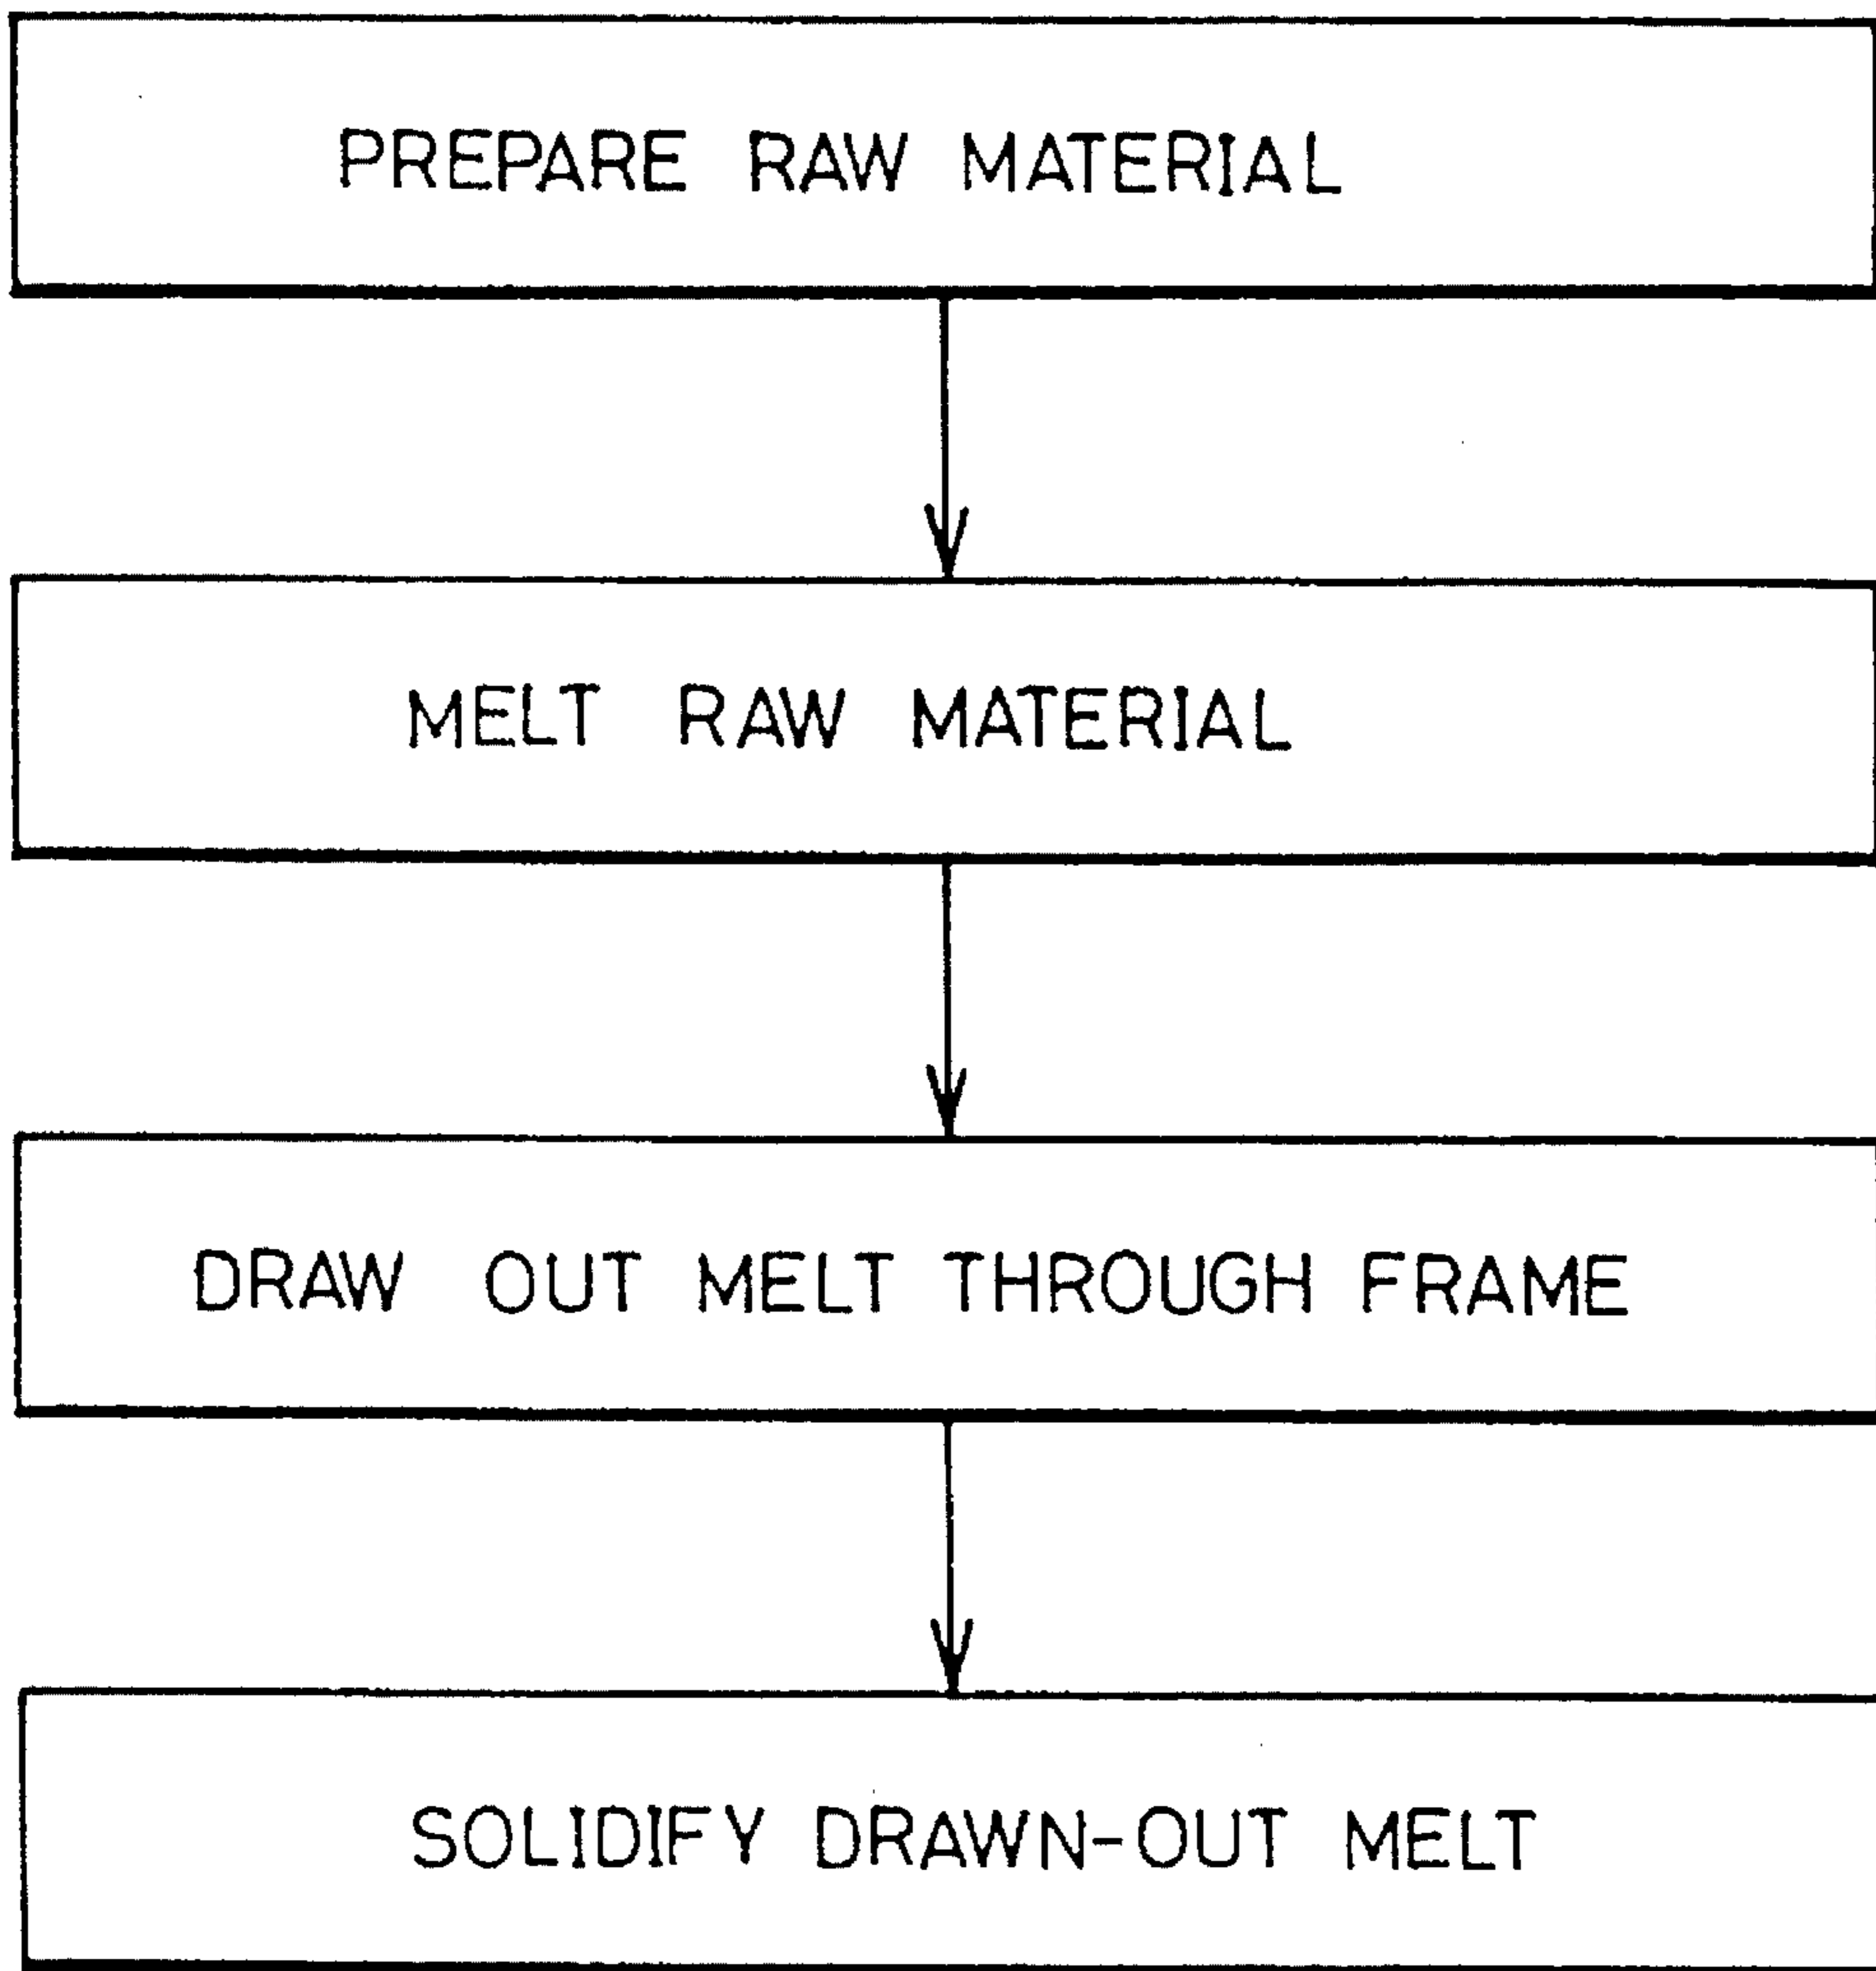 PREPARE RAW MATERIAL
MELT RAW MATERIAL
DRAW OUT MELT THROUGH FRAME
SOLIDIFY DRAWN-OUT MELT